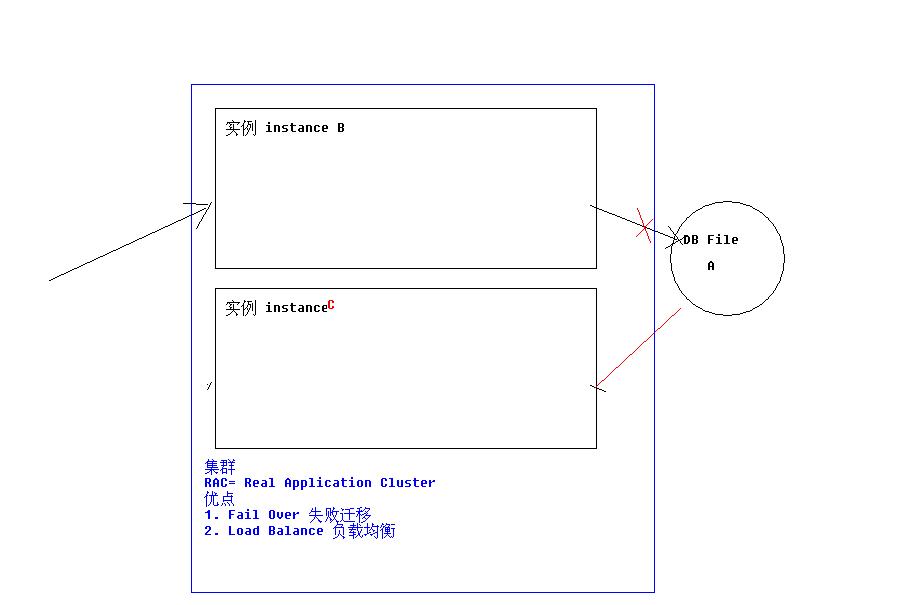 实例 instance B
DB File
A
实例 instanceC
集群
RAC= Real Application Cluster
优点
1. Fail Over 失败迁移
2. Load Balance 负载均衡